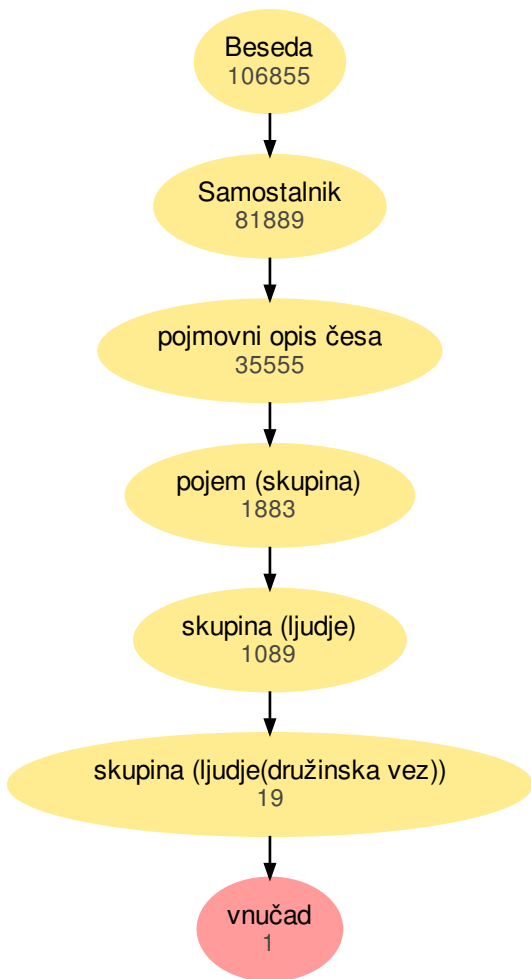 Beseda
106855
Samostalnik
81889
pojmovni opis česa
35555
pojem (skupina)
1883
skupina (ljudje)
1089
skupina (ljudje(družinska vez))
19
vnučad
1